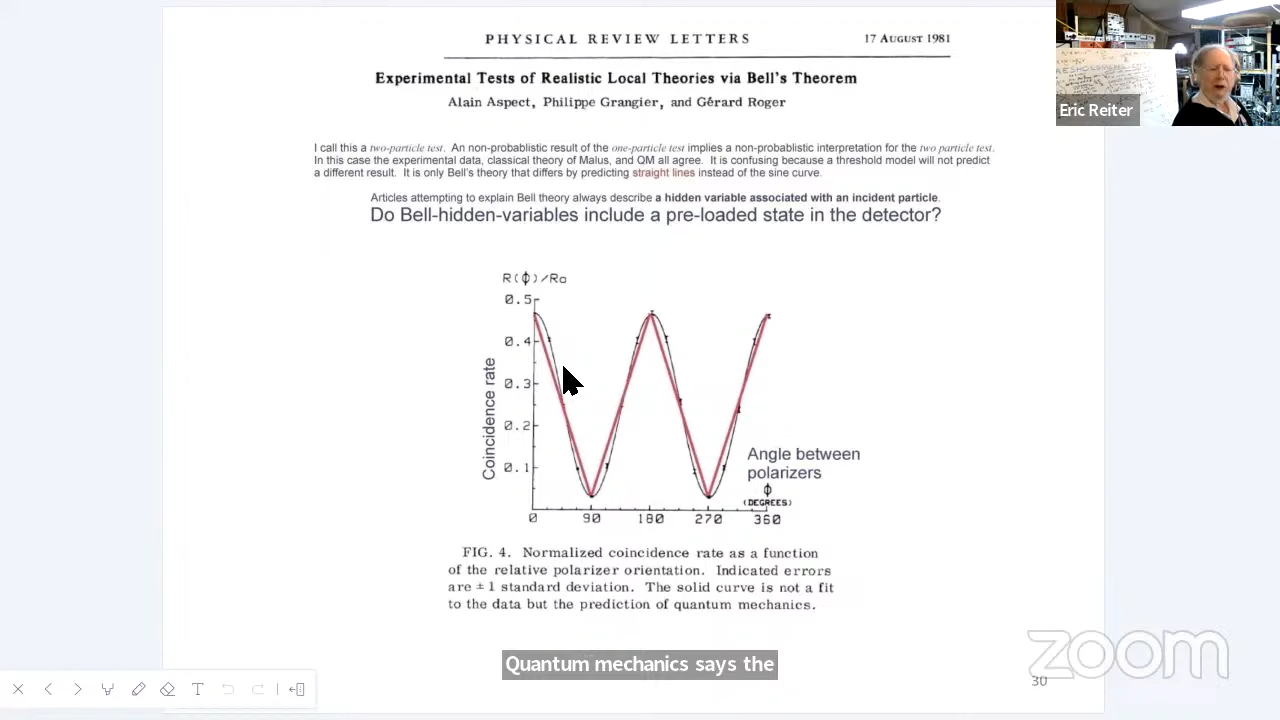 PHYSICAL REVIEW LETTERS 17 AUGUST 1981
Experimental Tests of Realistic Local Theories via Bell's Theorem
Alain Aspect, Philippe Grangier, and Gérard Roger
I call this a two-particle test. An non-probablistic result of the one-particle test implies a non-probablistic interpretation for the two particle test.
In this case the experimental data, classical theory of Malus, and QM all agree. It is confusing because a threshold model will not predict
a different result. It is only Bell's theory that differs by predicting straight lines instead of the sine curve.
Articles attempting to explain Bell theory always describe a hidden variable associated with an incident particle.
Do Bell-hidden-variables include a pre-loaded state in the detector?
R(ϕ)/Ro
0.5
0.4
0.3
0.2
0.1
Coincidence rate
0 90 180 270 360
Angle between
polarizers
ϕ
(DEGREES)
FIG. 4. Normalized coincidence rate as a function
of the relative polarizer orientation. Indicated errors
are ± 1 standard deviation. The solid curve is not a fit
to the data but the prediction of quantum mechanics.
Quantum mechanics says the
zoom
30
T
Eric Reiter